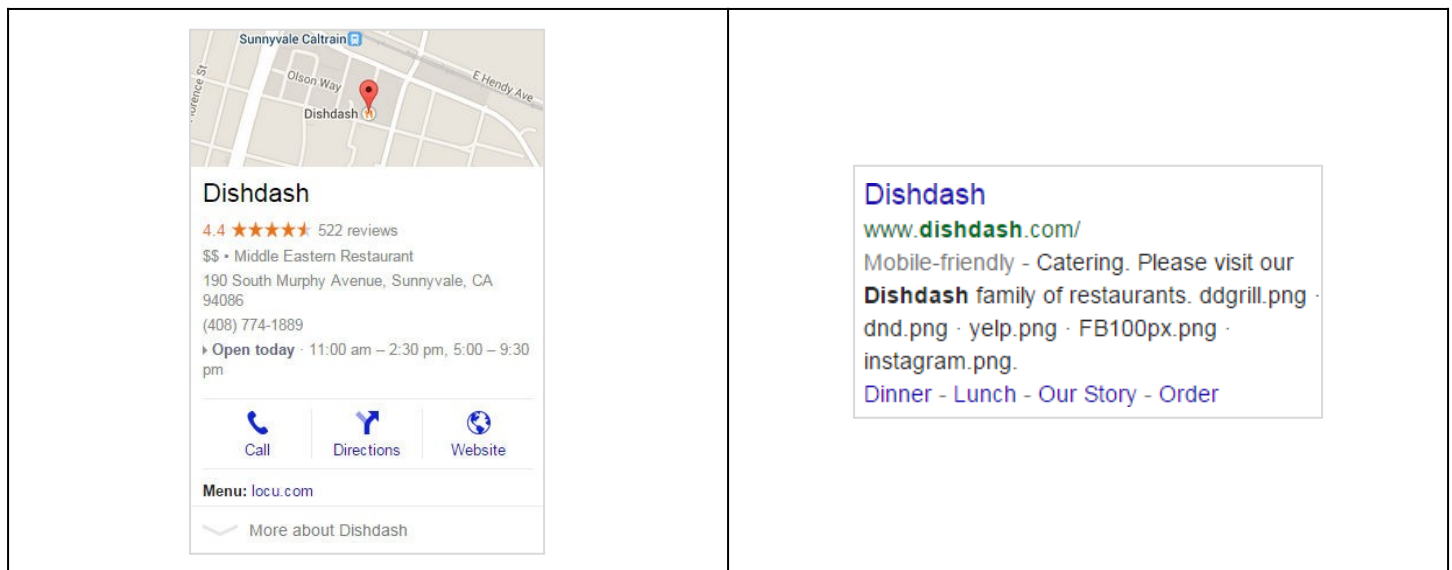 Sunnyvale Caltrain
Olson Way
E Hendy Ave
Dishdash
Dishdash
4.4 ★★★★★ 522 reviews
$$ • Middle Eastern Restaurant
190 South Murphy Avenue, Sunnyvale, CA
94086
(408) 774-1889
Open today · 11:00 am – 2:30 pm, 5:00 – 9:30
pm
Call Directions Website
Menu: locu.com
More about Dishdash
Dishdash
www.dishdash.com/
Mobile-friendly - Catering. Please visit our
Dishdash family of restaurants. ddgrill.png ·
dnd.png · yelp.png · FB100px.png ·
instagram.png.
Dinner - Lunch - Our Story - Order